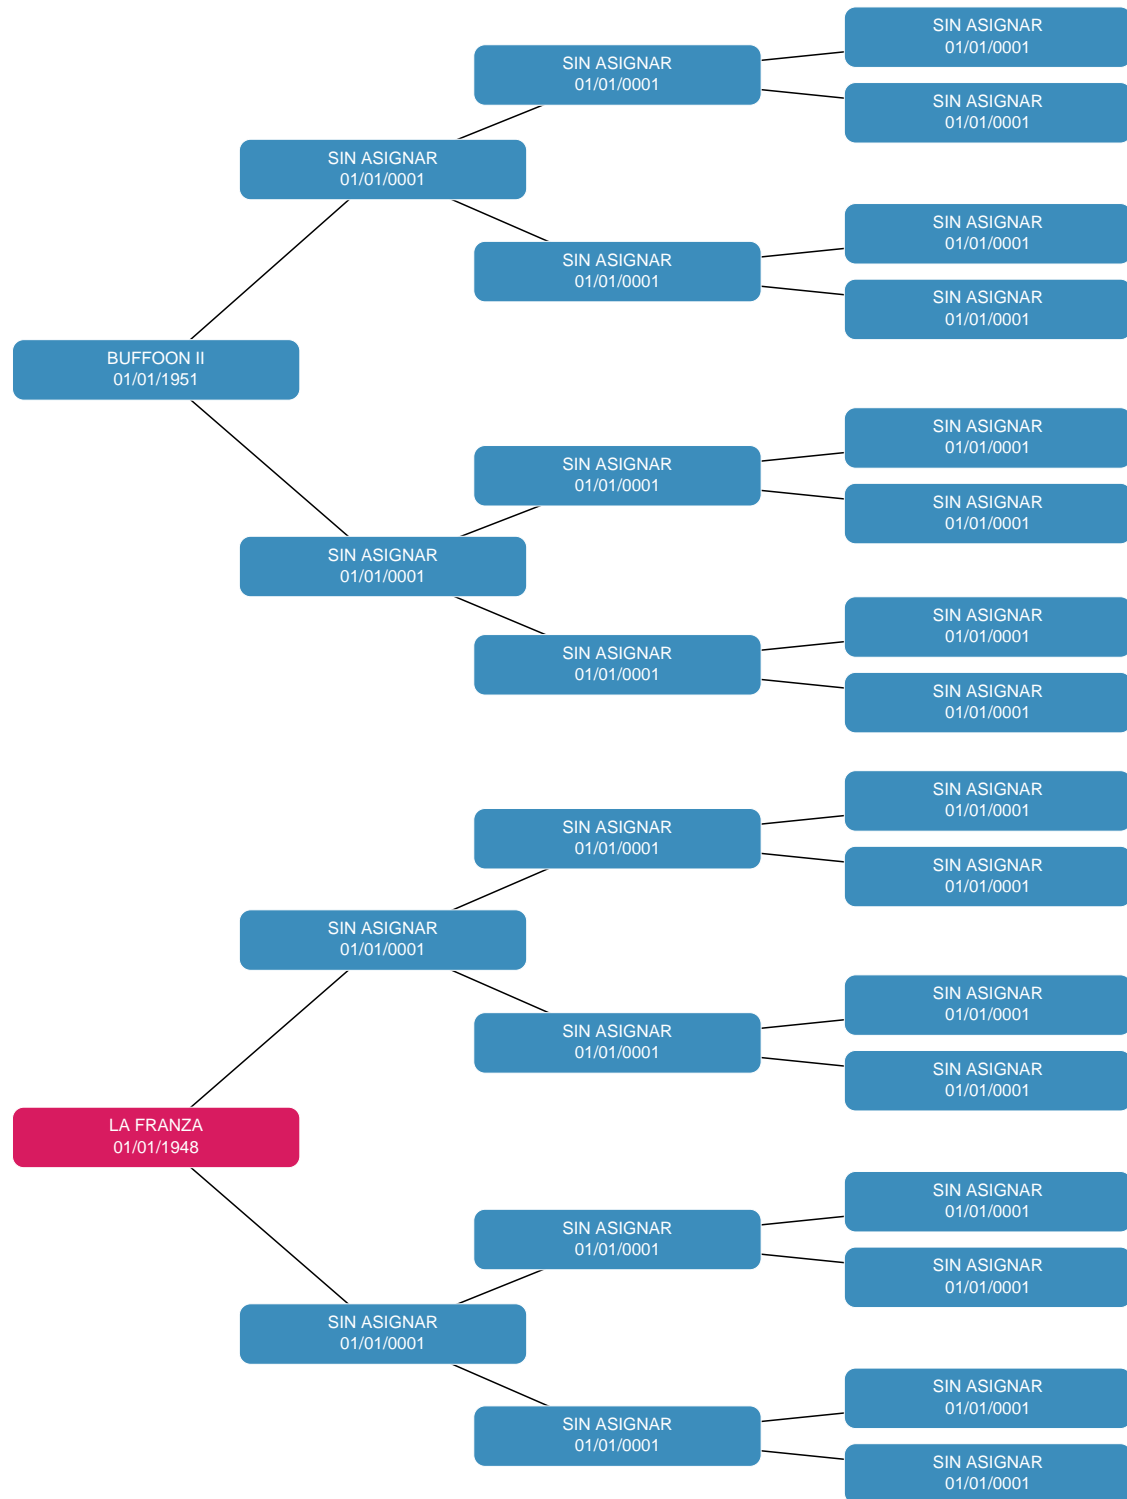 SIN ASIGNAR
01/01/0001
SIN ASIGNAR
01/01/0001
SIN ASIGNAR
01/01/0001
SIN ASIGNAR
01/01/0001
SIN ASIGNAR
01/01/0001
SIN ASIGNAR
01/01/0001
SIN ASIGNAR
01/01/0001
BUFFOON II
01/01/1951
SIN ASIGNAR
01/01/0001
SIN ASIGNAR
01/01/0001
SIN ASIGNAR
01/01/0001
SIN ASIGNAR
01/01/0001
SIN ASIGNAR
01/01/0001
SIN ASIGNAR
01/01/0001
SIN ASIGNAR
01/01/0001
SIN ASIGNAR
01/01/0001
SIN ASIGNAR
01/01/0001
SIN ASIGNAR
01/01/0001
SIN ASIGNAR
01/01/0001
SIN ASIGNAR
01/01/0001
SIN ASIGNAR
01/01/0001
SIN ASIGNAR
01/01/0001
LA FRANZA
01/01/1948
SIN ASIGNAR
01/01/0001
SIN ASIGNAR
01/01/0001
SIN ASIGNAR
01/01/0001
SIN ASIGNAR
01/01/0001
SIN ASIGNAR
01/01/0001
SIN ASIGNAR
01/01/0001
SIN ASIGNAR
01/01/0001